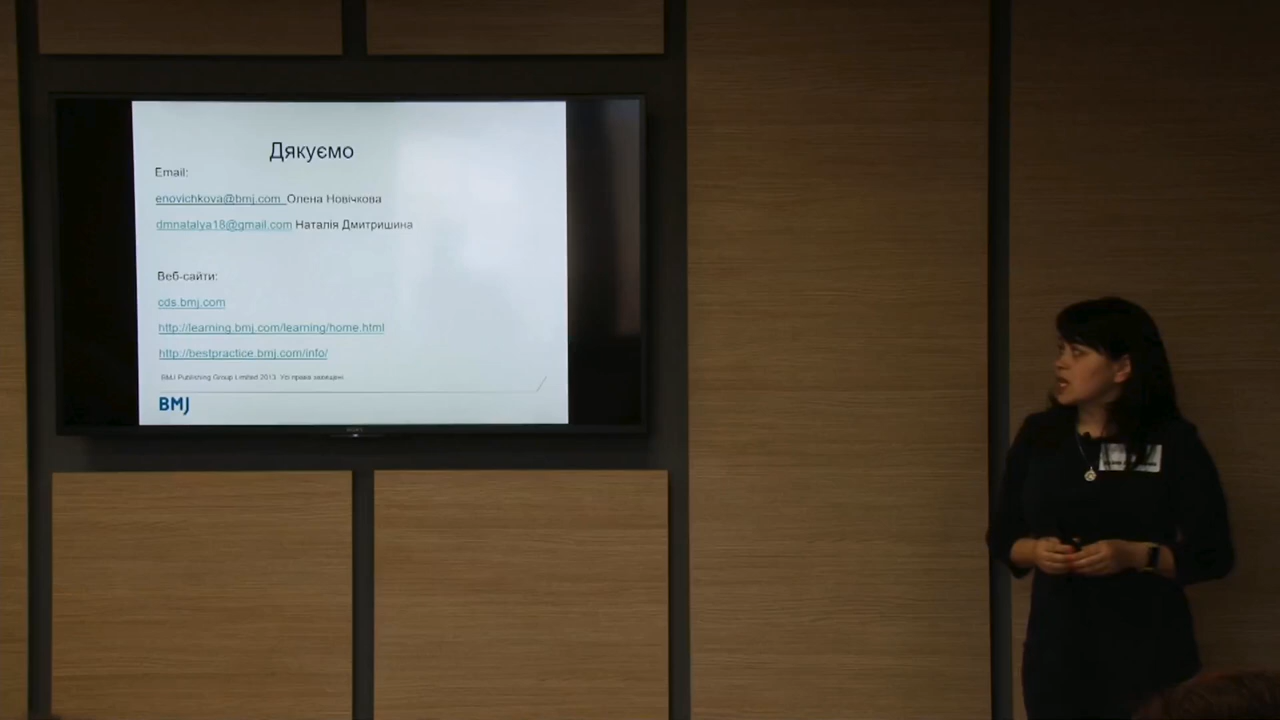 Дякуємо
Email:
enovichkova@bmj.com Олена Новічкова
dmnatalya18@gmail.com Наталія Дмитришина
Веб-сайти:
cds.bmj.com
http://learning.bmj.com/learning/home.html
http://bestpractice.bmj.com/info/
BMJ Publishing Group Limited 2013. Усі права захищені.
BMJ
SONY